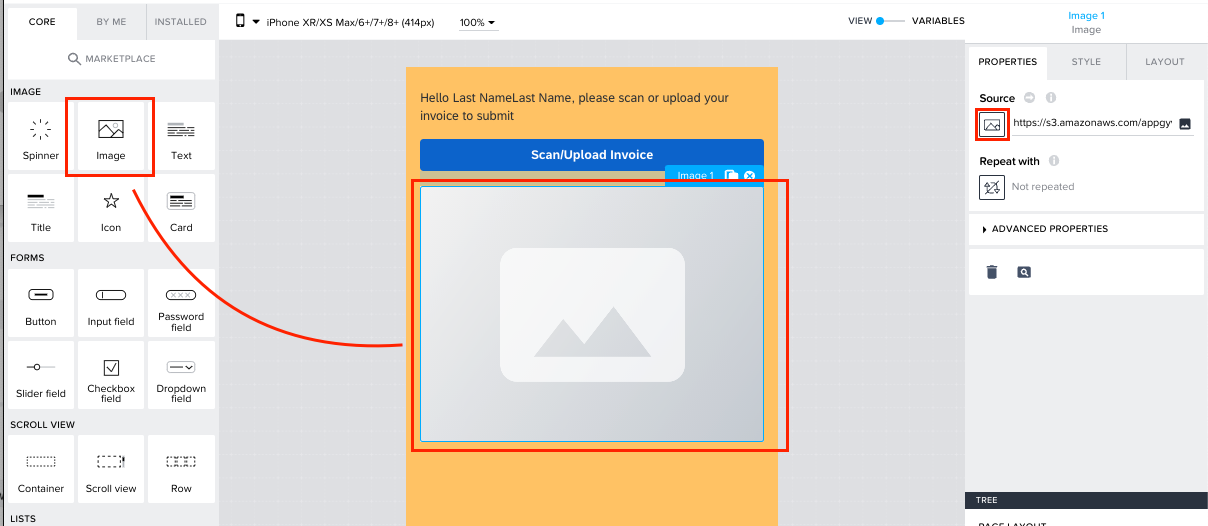 CORE
BY ME
INSTALLED
MARKETPLACE
IMAGE
Spinner
Image
Text
Title
Icon
Card
FORMS
Button
Input field
Password
field
Slider field
Checkbox
field
Dropdown
field
SCROLL VIEW
Container
Scroll view
Row
LISTS
iPhone XR/XS Max/6+/7+/8+ (414px)
100%
VIEW
VARIABLES
Hello Last NameLast Name, please scan or upload your
invoice to submit
Scan/Upload Invoice
Image 1
Image 1
Image
PROPERTIES
STYLE
LAYOUT
Source
https://s3.amazonaws.com/appgy
Repeat with
Not repeated
ADVANCED PROPERTIES
TREE
PAGE LAYOUT